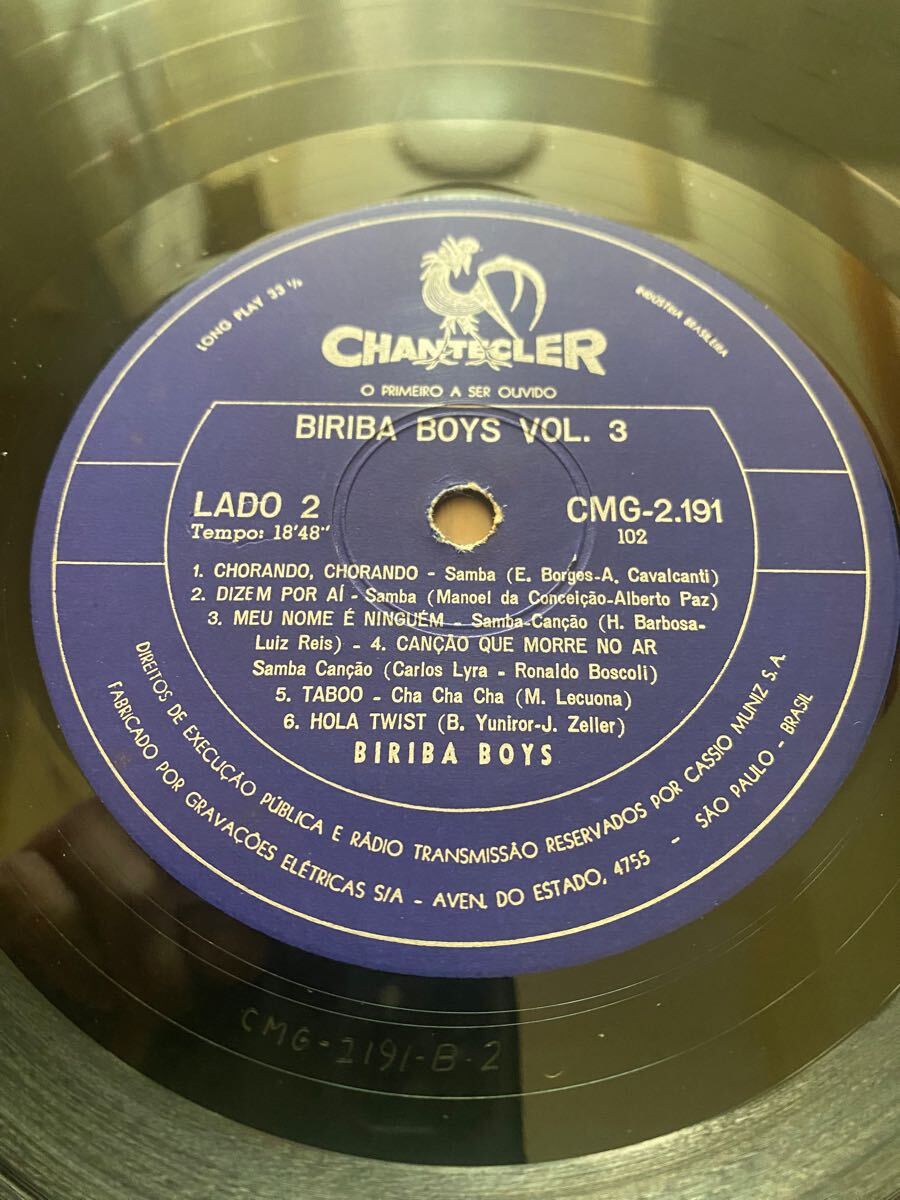 LONG PLAY 33 ⅓
INDÚSTRIA BRASILEIRA
CHANTECLER
O PRIMEIRO A SER OUVIDO
BIRIBA BOYS VOL. 3
LADO 2
CMG-2.191
Tempo: 18'48"
102
1. CHORANDO, CHORANDO - Samba (E. Borges-A. Cavalcanti)
2. DIZEM POR AÍ - Samba (Manoel da Conceição-Alberto Paz)
3. MEU NOME É NINGUÉM - Samba-Canção (H. Barbosa-
Luiz Reis) - 4. CANÇÃO QUE MORRE NO AR
Samba Canção (Carlos Lyra - Ronaldo Boscoli)
5. TABOO - Cha Cha Cha (M. Lecuona)
6. HOLA TWIST (B. Yuniror-J. Zeller)
BIRIBA BOYS
DIREITOS DE EXECUÇÃO PÚBLICA E RÁDIO TRANSMISSÃO RESERVADOS POR CASSIO MUNIZ S.A.
FABRICADO POR GRAVAÇÕES ELÉTRICAS S/A - AVEN. DO ESTADO, 4755 - SÃO PAULO - BRASIL
CMG-2191-B-2